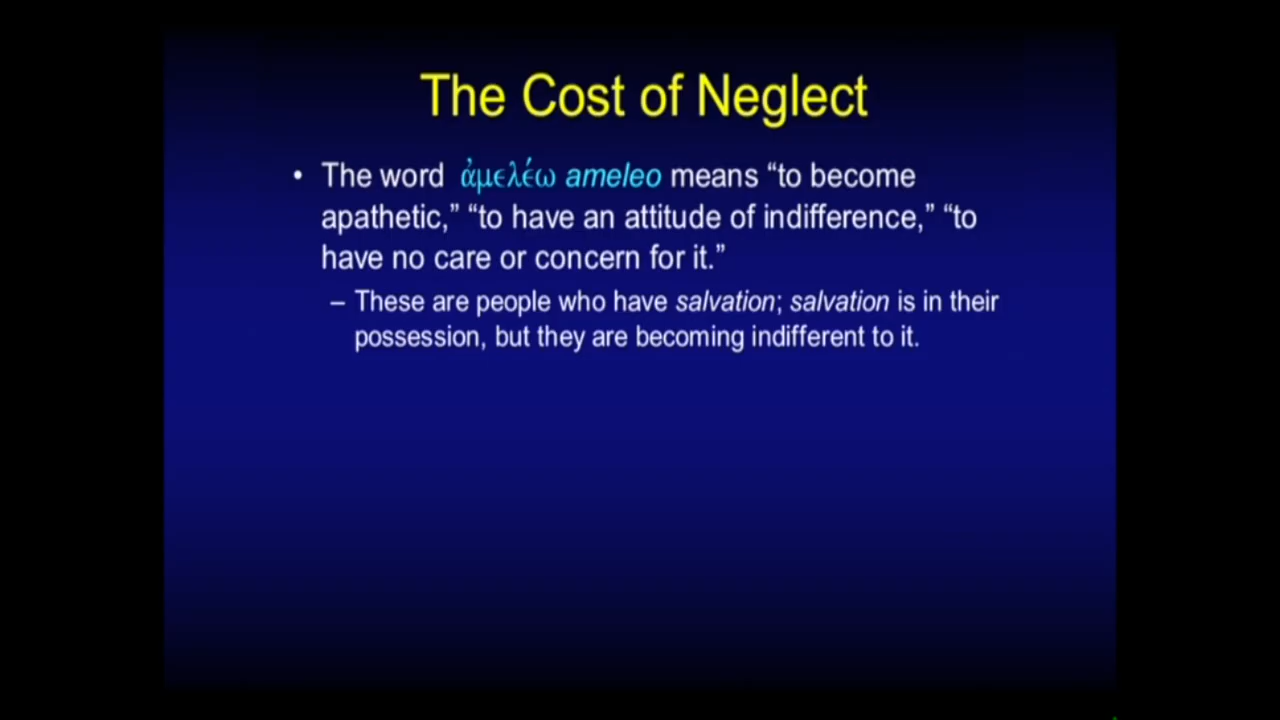 The Cost of Neglect
• The word ἀμελέω ameleo means “to become
apathetic,” “to have an attitude of indifference,” “to
have no care or concern for it.”
– These are people who have salvation; salvation is in their
possession, but they are becoming indifferent to it.